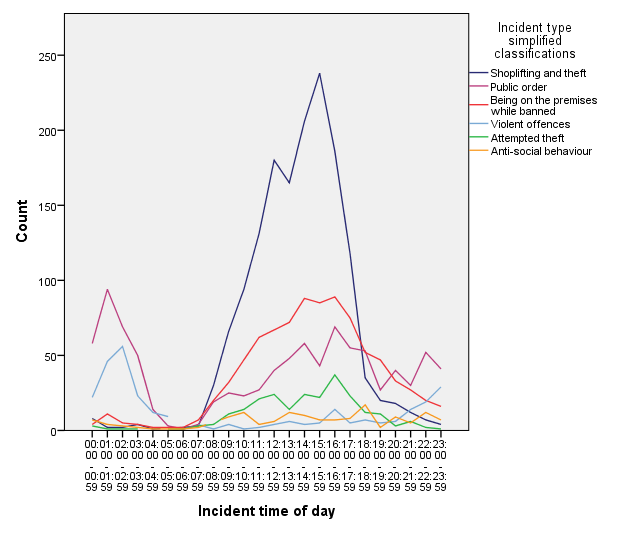 Incident type
simplified
classifications
Shoplifting and theft
Public order
Being on the premises
while banned
Violent offences
Attempted theft
Anti-social behaviour
250
200
150
100
50
0
Count
00:01:02:03:04:05:06:07:08:09:10:11:12:13:14:15:16:17:18:19:20:21:22:23:
00 00 00 00 00 00 00 00 00 00 00 00 00 00 00 00 00 00 00 00 00 00 00 00
- - - - - - - - - - - - - - - - - - - - - - - -
00:01:02:03:04:05:06:07:08:09:10:11:12:13:14:15:16:17:18:19:20:21:22:23:
59 59 59 59 59 59 59 59 59 59 59 59 59 59 59 59 59 59 59 59 59 59 59 59
Incident time of day